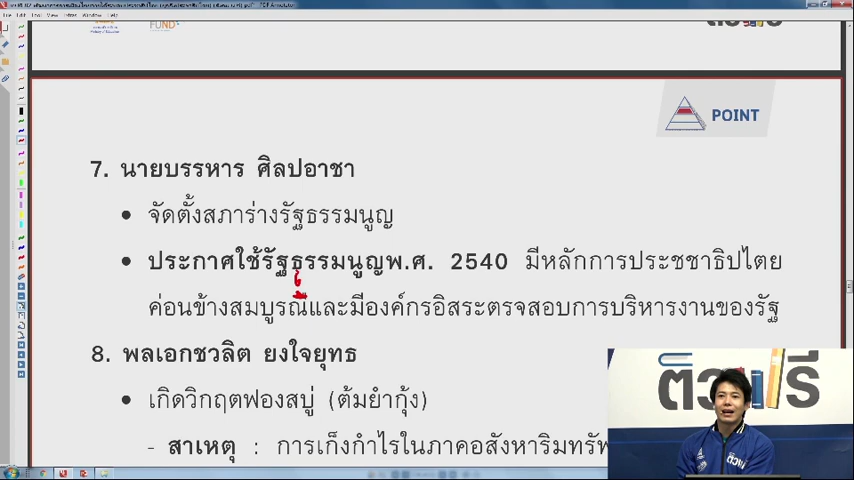 FUND
POINT
7. นายบรรหาร ศิลปอาชา
• จัดตั้งสภาร่างรัฐธรรมนูญ
• ประกาศใช้รัฐธรรมนูญพ.ศ. 2540 มีหลักการประชชาธิปไตย
ค่อนข้างสมบูรณ์และมีองค์กรอิสระตรจสอบการบริหารงานของรัฐ
8. พลเอกชวลิต ยงใจยุทธ
• เกิดวิกฤตฟองสบู่ (ต้มยำกุ้ง)
- สาเหตุ : การเก็งกำไรในภาคอสังหาริมทรัพ
ติวฟรี